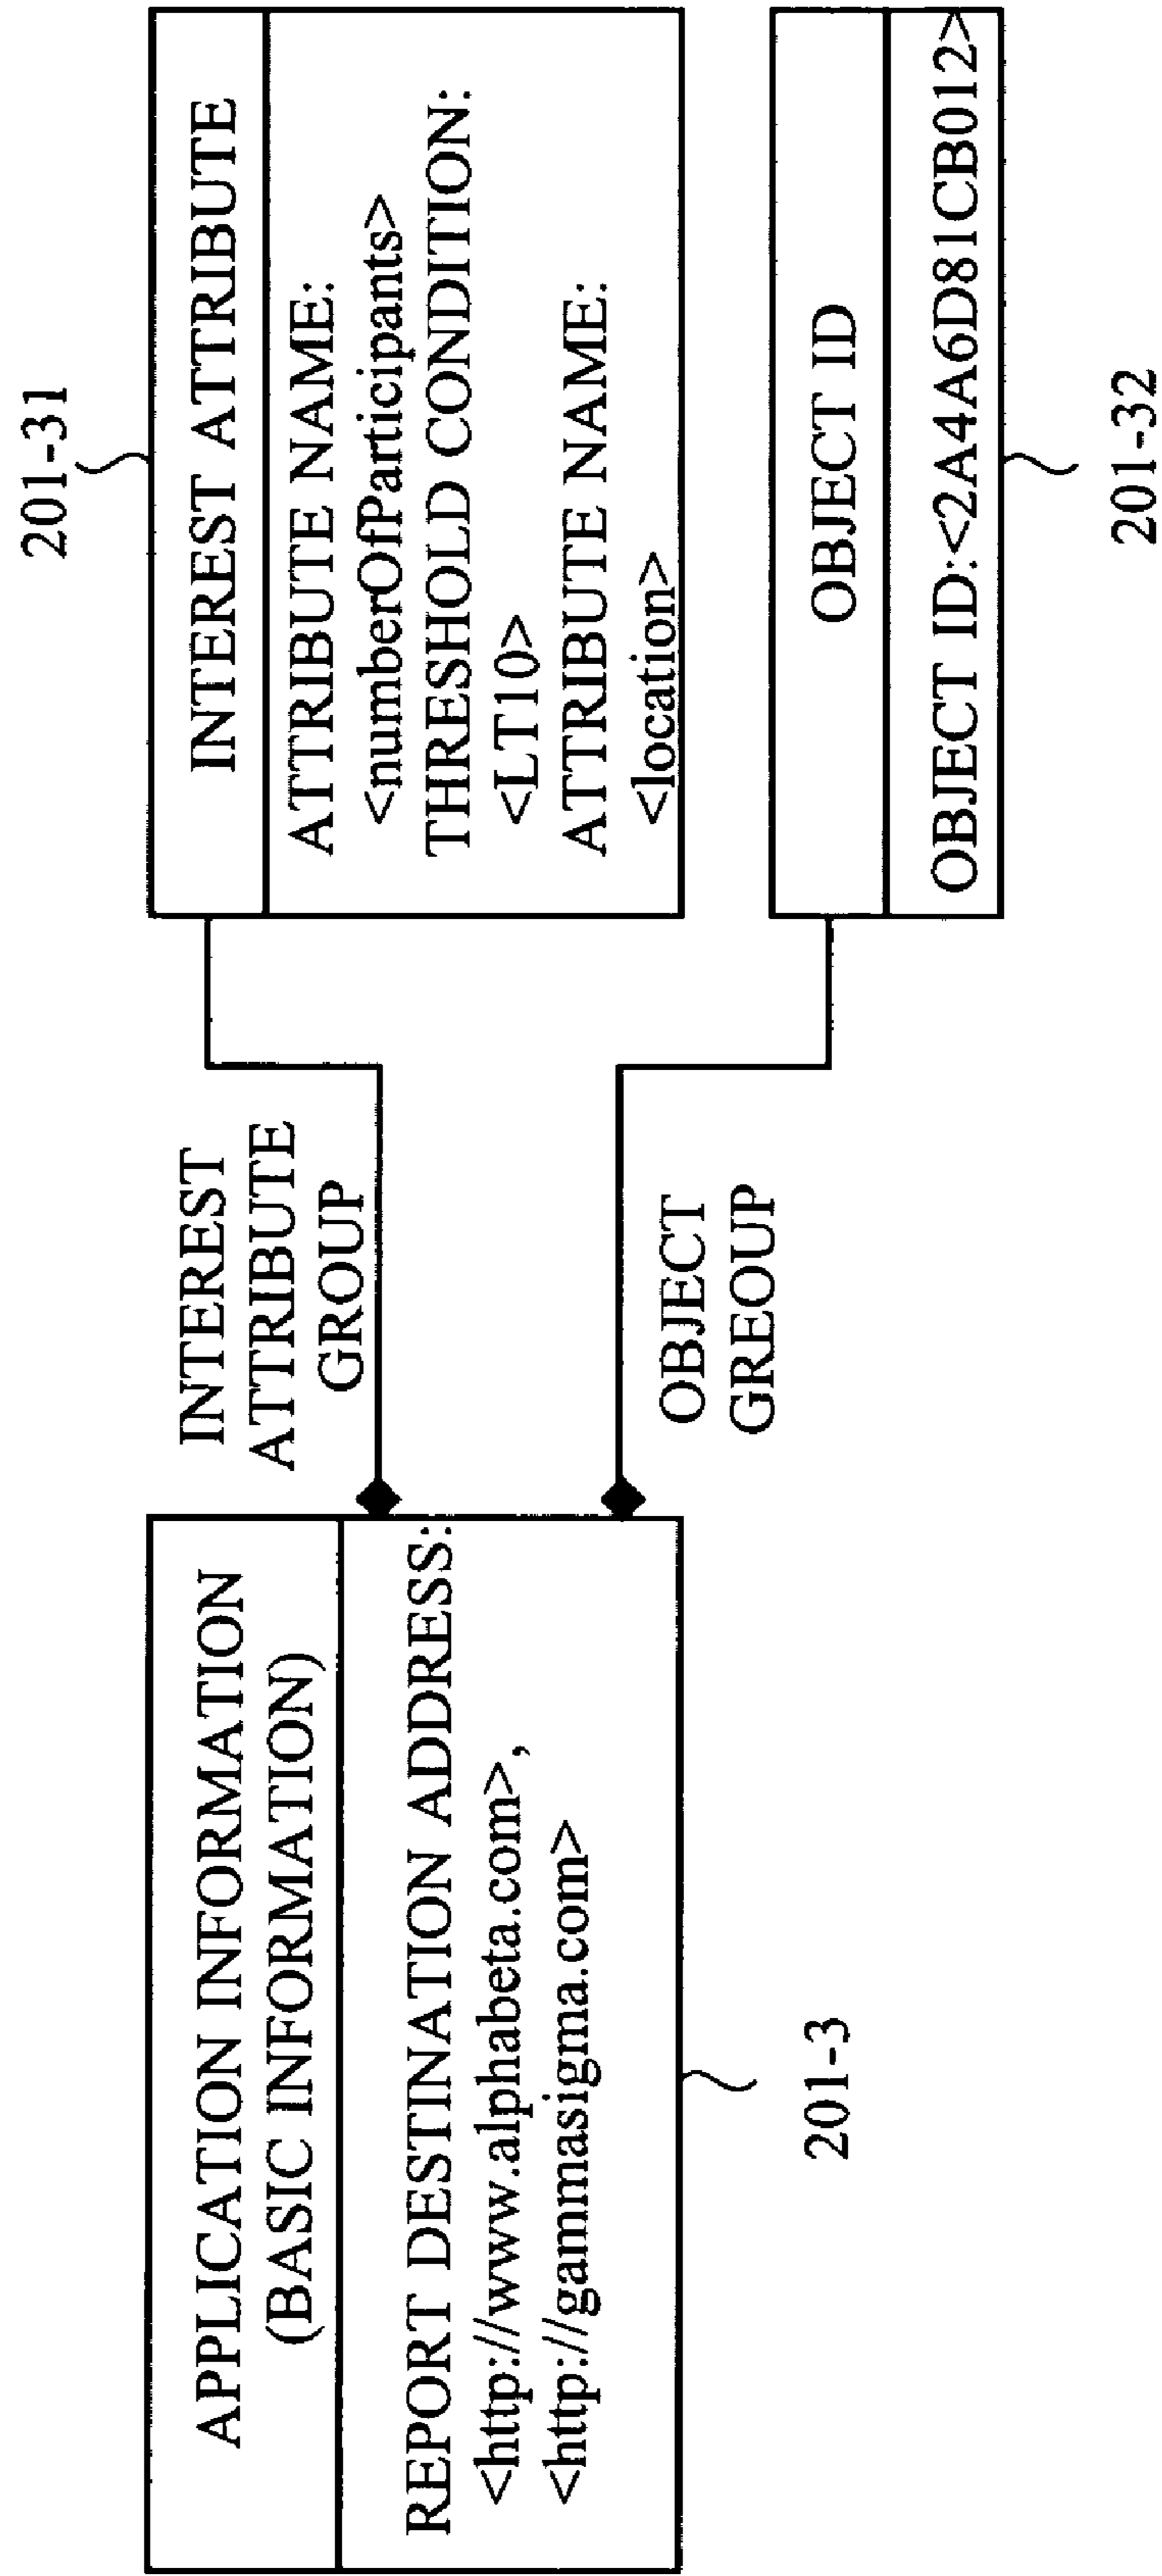 APPLICATION INFORMATION
(BASIC INFORMATION)
REPORT DESTINATION ADDRESS:
<http://www.alphabeta.com>,
<http://gammasigma.com>
201-3
INTEREST
ATTRIBUTE
GROUP
OBJECT
GREOUP
201-31
INTEREST ATTRIBUTE
ATTRIBUTE NAME:
<numberOfParticipants>
THRESHOLD CONDITION:
<LT10>
ATTRIBUTE NAME:
<location>
OBJECT ID
OBJECT ID:<2A4A6D81CB012>
201-32